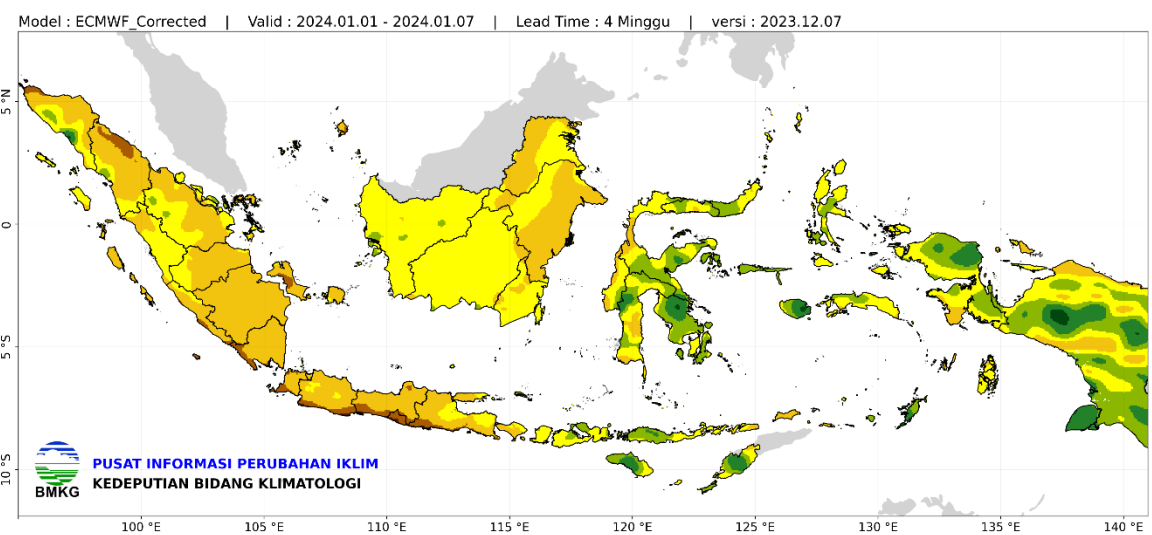 Model : ECMWF_Corrected | Valid : 2024.01.01 - 2024.01.07 | Lead Time : 4 Minggu | versi : 2023.12.07
5 °N
0
5 °S
10 °S
PUSAT INFORMASI PERUBAHAN IKLIM
KEDEPUTIAN BIDANG KLIMATOLOGI
BMKG
100 °E 105 °E 110 °E 115 °E 120 °E 125 °E 130 °E 135 °E 140 °E